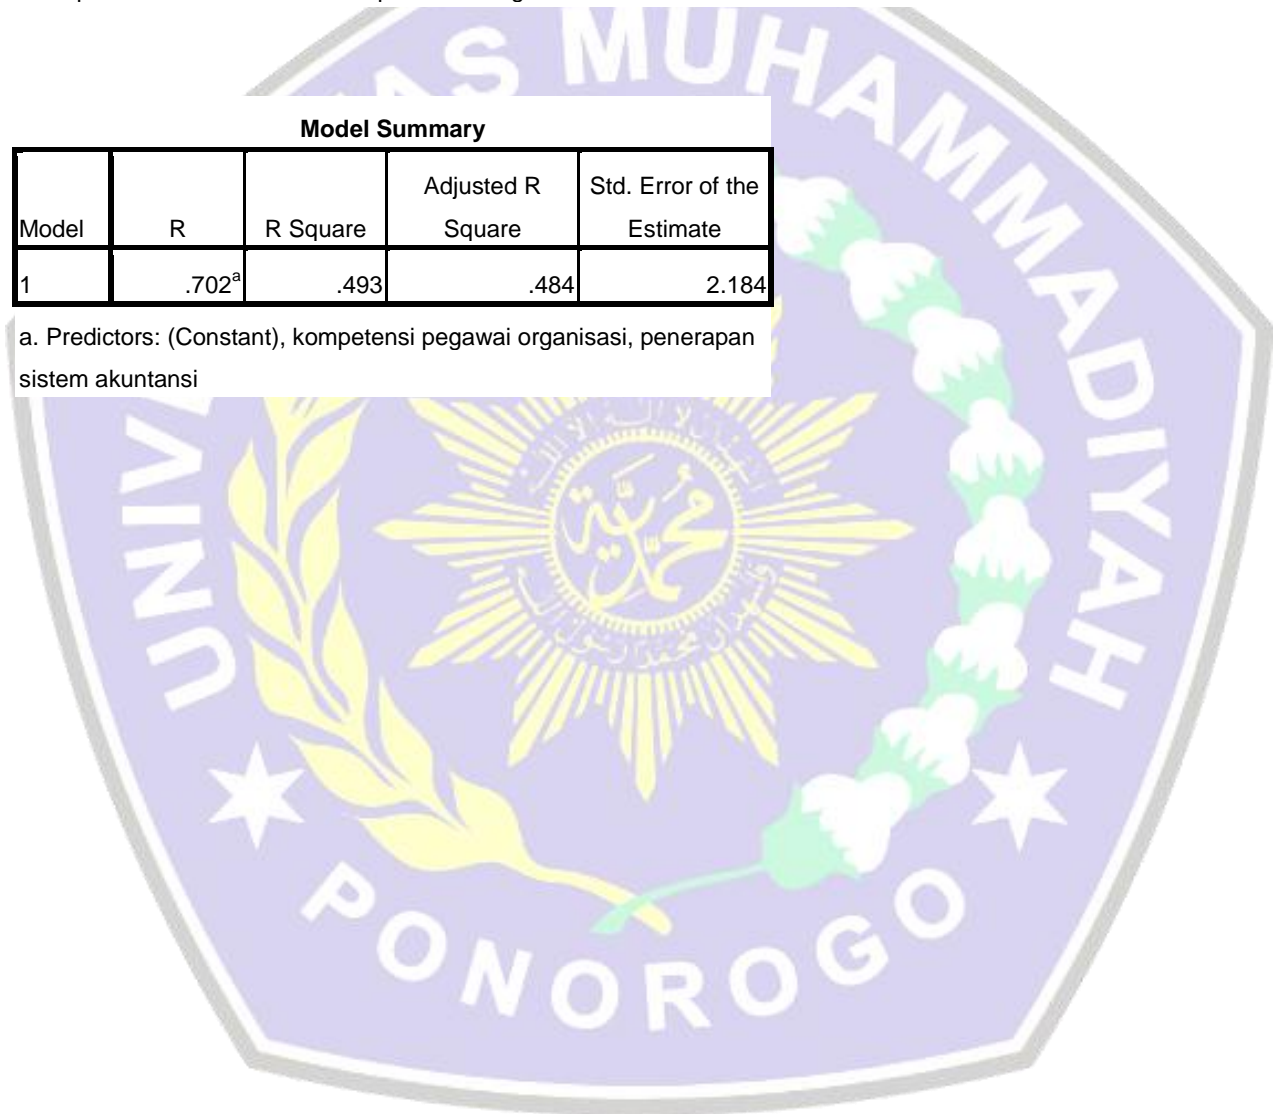 Model Summary
Model R R Square Adjusted R Square Std. Error of the Estimate
1 .702a .493 .484 2.184
a. Predictors: (Constant), kompetensi pegawai organisasi, penerapan
sistem akuntansi
MUHAMMADIYAH
PONOROGO
محمدية